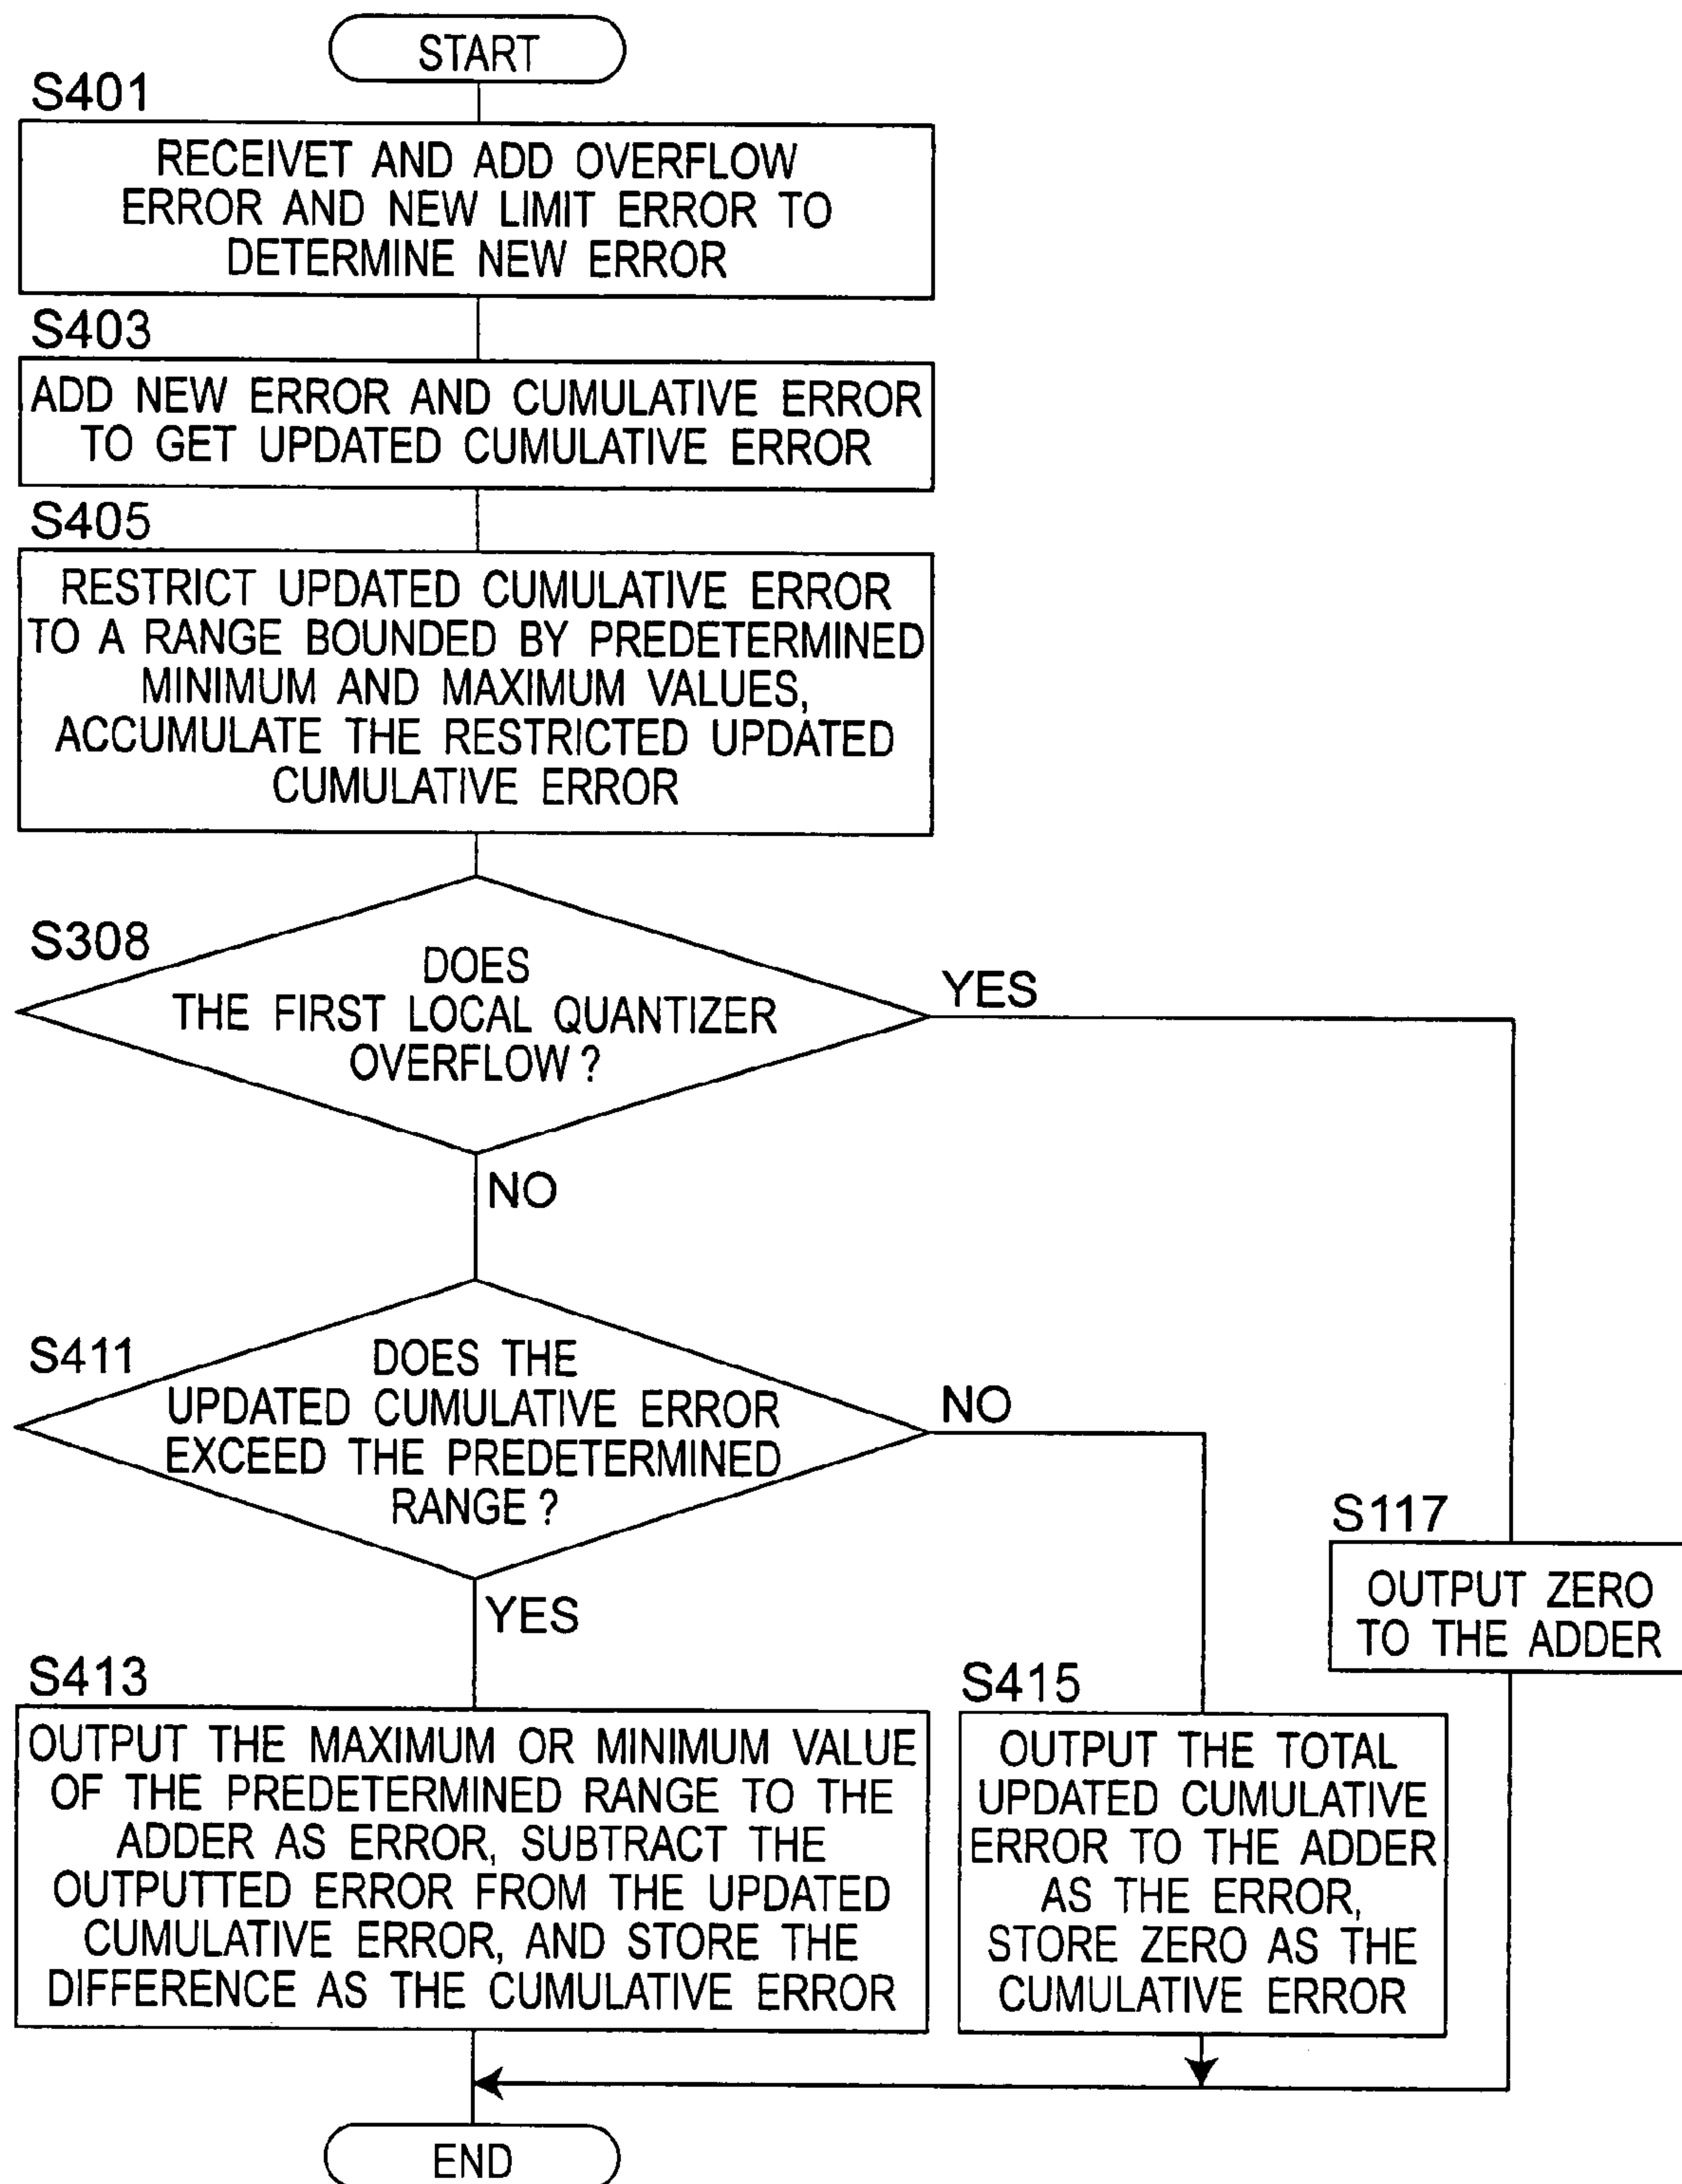 START
S401
RECEIVET AND ADD OVERFLOW
ERROR AND NEW LIMIT ERROR TO
DETERMINE NEW ERROR
S403
ADD NEW ERROR AND CUMULATIVE ERROR
TO GET UPDATED CUMULATIVE ERROR
S405
RESTRICT UPDATED CUMULATIVE ERROR
TO A RANGE BOUNDED BY PREDETERMINED
MINIMUM AND MAXIMUM VALUES,
ACCUMULATE THE RESTRICTED UPDATED
CUMULATIVE ERROR
S308
DOES
THE FIRST LOCAL QUANTIZER
OVERFLOW?
YES
NO
S411
DOES THE
UPDATED CUMULATIVE ERROR
EXCEED THE PREDETERMINED
RANGE?
NO
YES
S117
OUTPUT ZERO
TO THE ADDER
S413
OUTPUT THE MAXIMUM OR MINIMUM VALUE
OF THE PREDETERMINED RANGE TO THE
ADDER AS ERROR, SUBTRACT THE
OUTPUTTED ERROR FROM THE UPDATED
CUMULATIVE ERROR, AND STORE THE
DIFFERENCE AS THE CUMULATIVE ERROR
S415
OUTPUT THE TOTAL
UPDATED CUMULATIVE
ERROR TO THE ADDER
AS THE ERROR,
STORE ZERO AS THE
CUMULATIVE ERROR
END